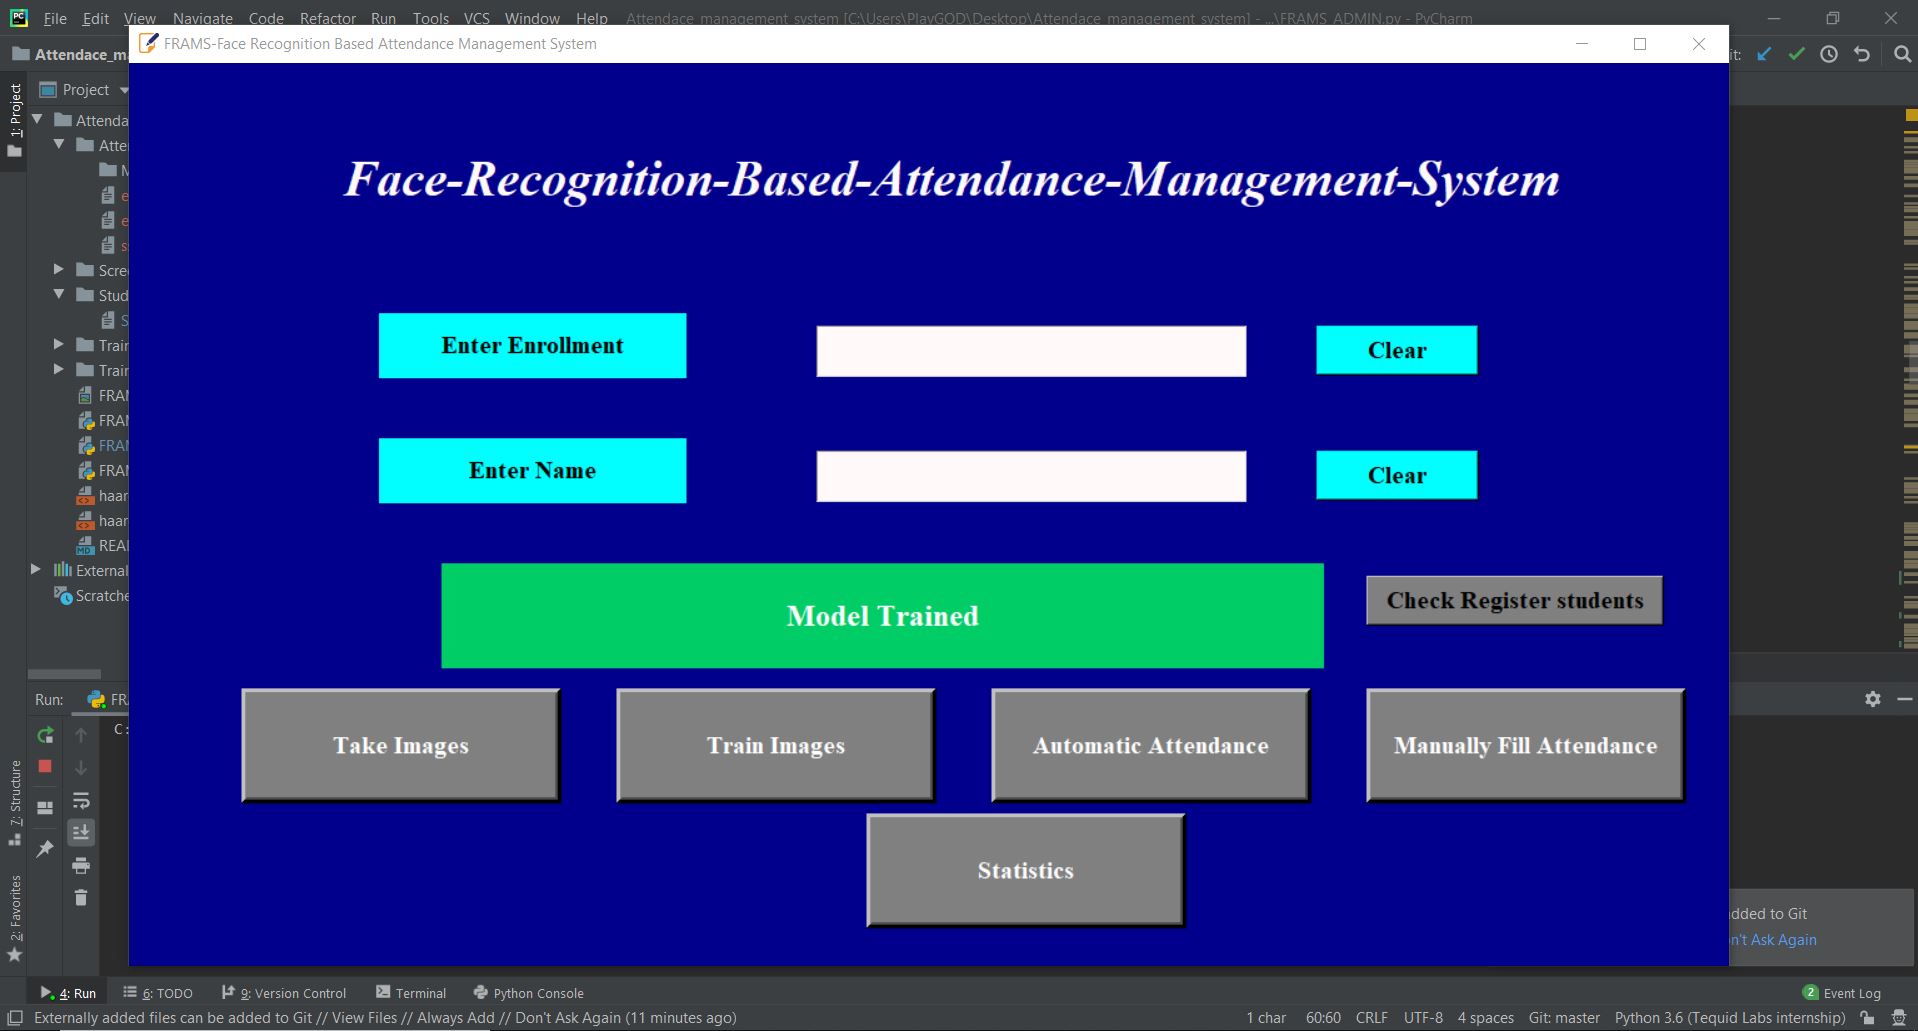 File Edit View Navigate Code Refactor Run Tools VCS Window Help Attendace_management_system [C:\Users\PlayGOD\Desktop\Attendace_management_system] - ...\FRAMS_ADMIN.py - PyCharm
FRAMS-Face Recognition Based Attendance Management System
Attendace_m
it:
1: Project
Project
Attenda
Atte
M
e
e
s
Scre
Stud
S
Trair
Trair
FRAM
FRAM
FRAM
FRAM
haar
haar
REA
External
Scratche
Face-Recognition-Based-Attendance-Management-System
Enter Enrollment
Clear
Enter Name
Clear
Model Trained
Check Register students
Take Images
Train Images
Automatic Attendance
Manually Fill Attendance
Statistics
Run: FR
C:
7: Structure
2: Favorites
dded to Git
n't Ask Again
4: Run 6: TODO 9: Version Control Terminal Python Console
2 Event Log
Externally added files can be added to Git // View Files // Always Add // Don't Ask Again (11 minutes ago)
1 char 60:60 CRLF UTF-8 4 spaces Git: master Python 3.6 (Tequid Labs internship)